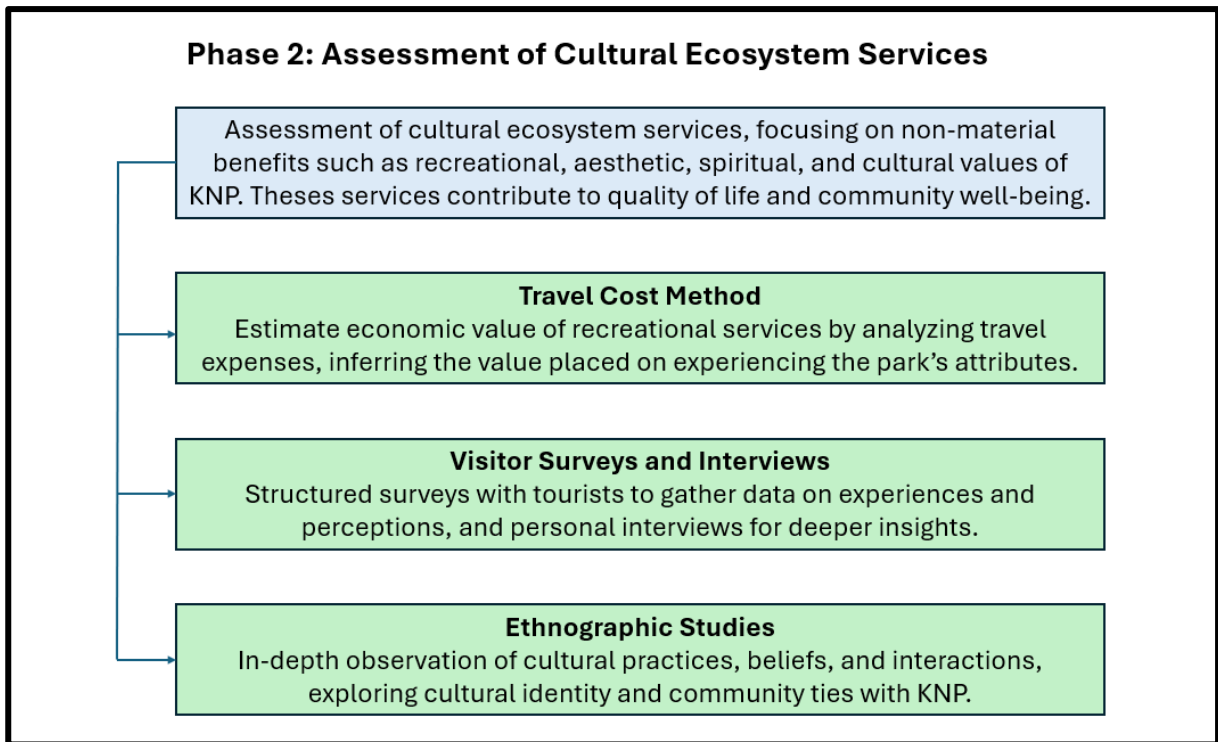 Phase 2: Assessment of Cultural Ecosystem Services
Assessment of cultural ecosystem services, focusing on non-material
benefits such as recreational, aesthetic, spiritual, and cultural values of
KNP. Theses services contribute to quality of life and community well-being.
Travel Cost Method
Estimate economic value of recreational services by analyzing travel
expenses, inferring the value placed on experiencing the park’s attributes.
Visitor Surveys and Interviews
Structured surveys with tourists to gather data on experiences and
perceptions, and personal interviews for deeper insights.
Ethnographic Studies
In-depth observation of cultural practices, beliefs, and interactions,
exploring cultural identity and community ties with KNP.